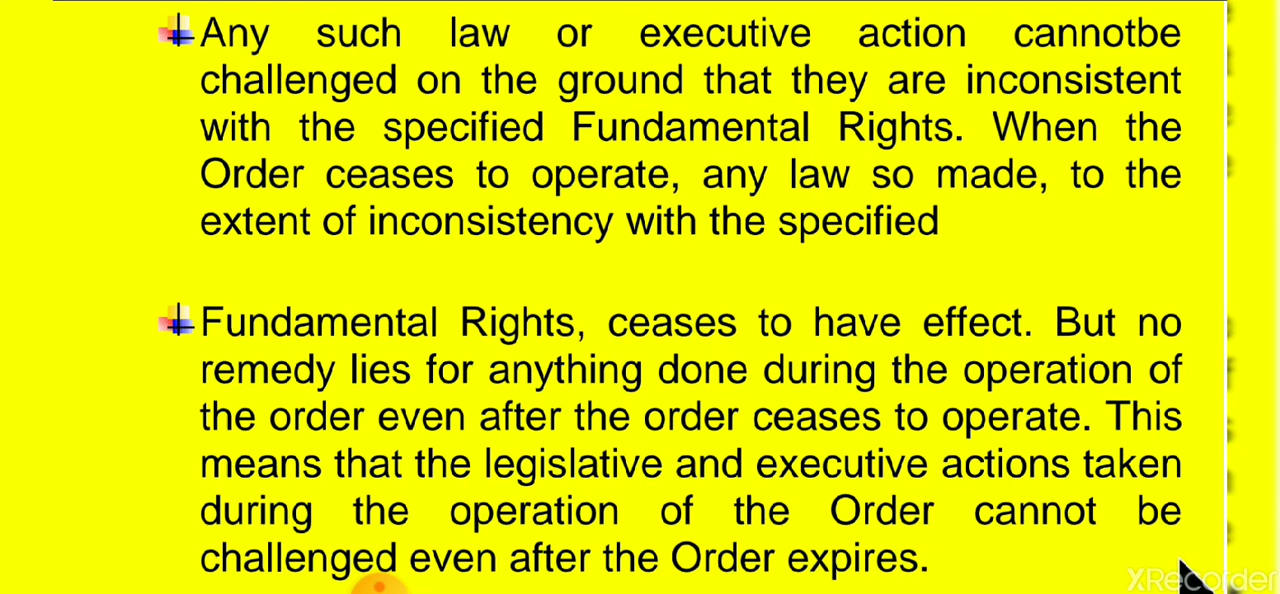 Any such law or executive action cannotbe
challenged on the ground that they are inconsistent
with the specified Fundamental Rights. When the
Order ceases to operate, any law so made, to the
extent of inconsistency with the specified
Fundamental Rights, ceases to have effect. But no
remedy lies for anything done during the operation of
the order even after the order ceases to operate. This
means that the legislative and executive actions taken
during the operation of the Order cannot be
challenged even after the Order expires.
XRecorder